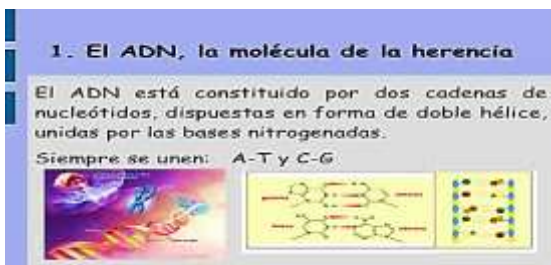 1. El ADN, la molécula de la herencia
El ADN está constituido por dos cadenas de
nucleótidos, dispuestas en forma de doble hélice,
unidas por las bases nitrogenadas.
Siempre se unen: A-T y C-G